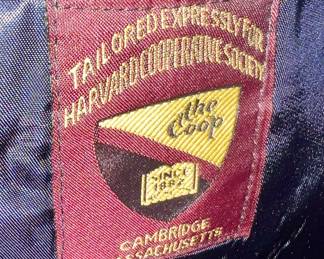 TAILORED EXPRESSLY FOR
HARVARD COOPERATIVE SOCIETY
the
Coop
SINCE
1882
CAMBRIDGE
MASSACHUSETTS